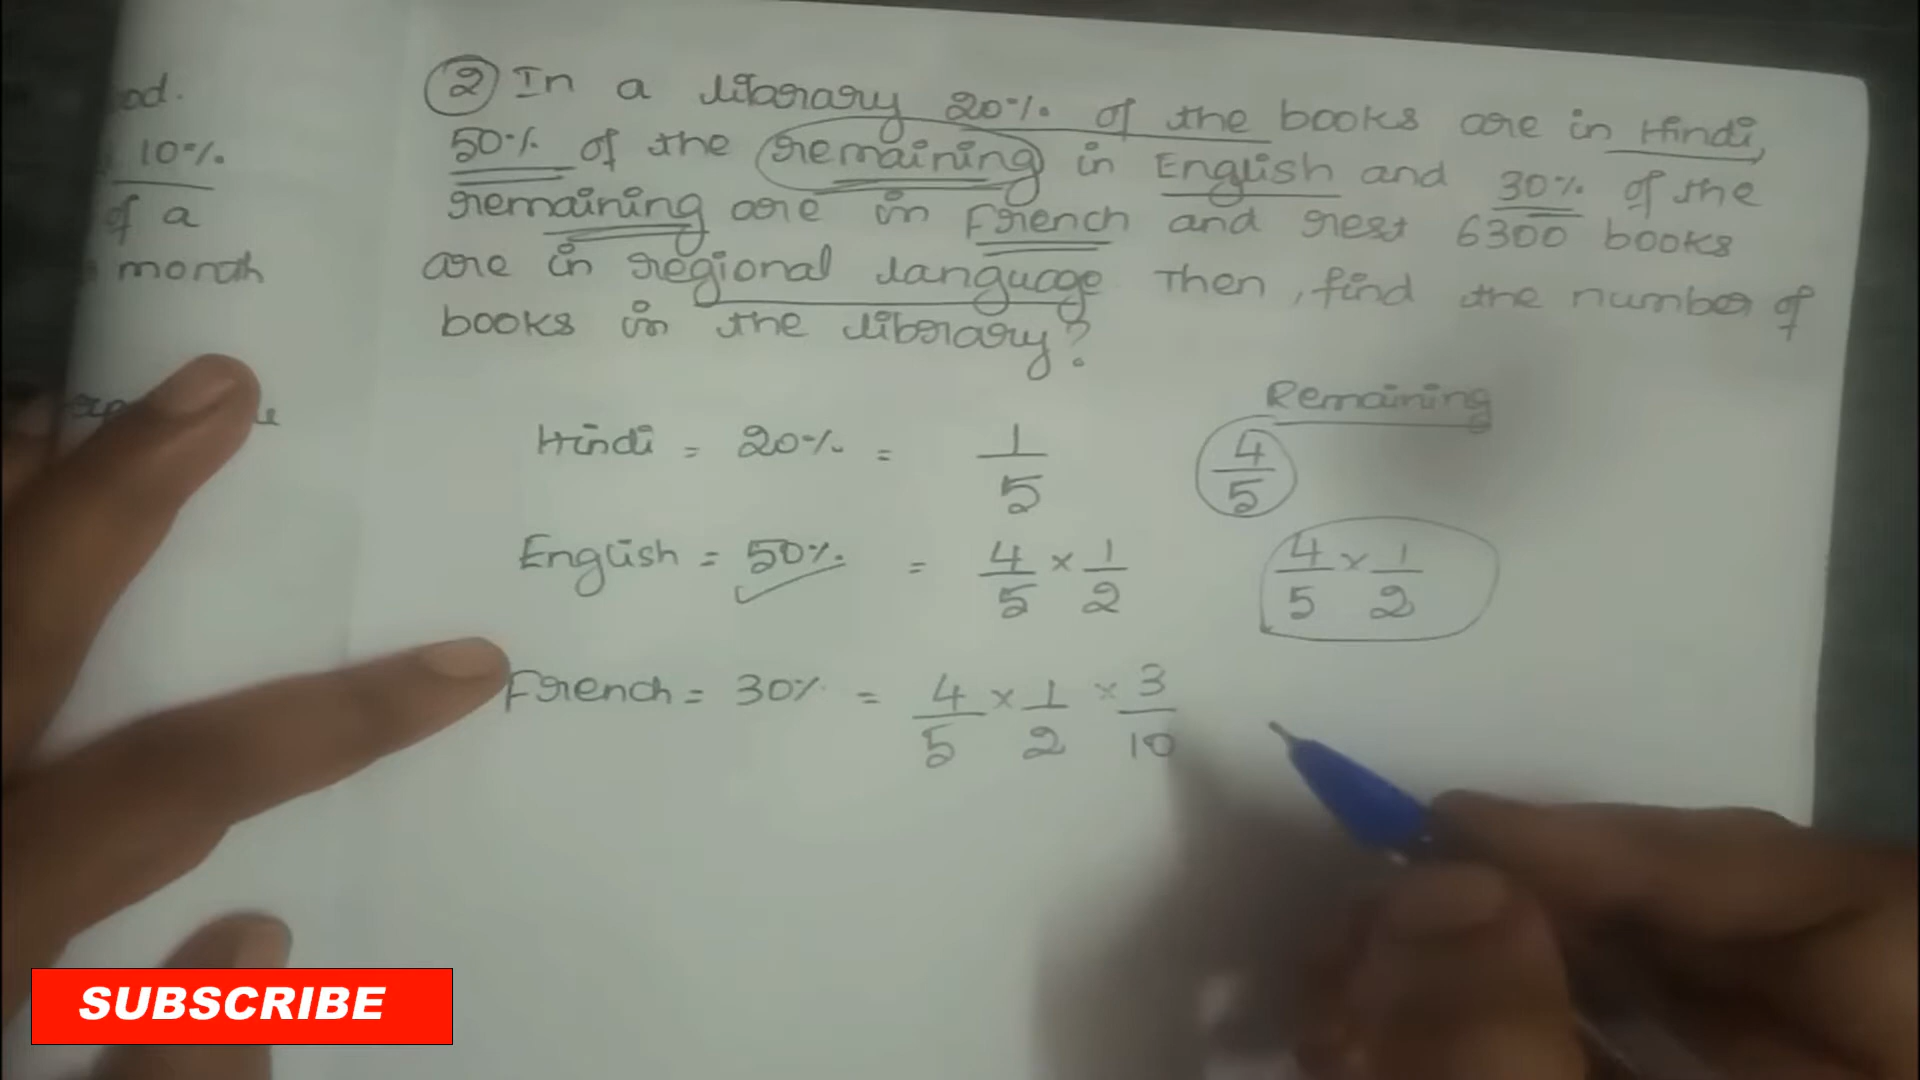 od.
10%
of a
month
② In a library 20% of the books are in Hindi,
50% of the remaining in English and 30% of the
remaining are in French and rest 6300 books
are in regional language Then, find the number of
books in the library?
Remaining
Hindi = 20% = 1/5
4/5
English = 50% = 4/5 × 1/2
4/5 × 1/2
French = 30% = 4/5 × 1/2 × 3/10
SUBSCRIBE